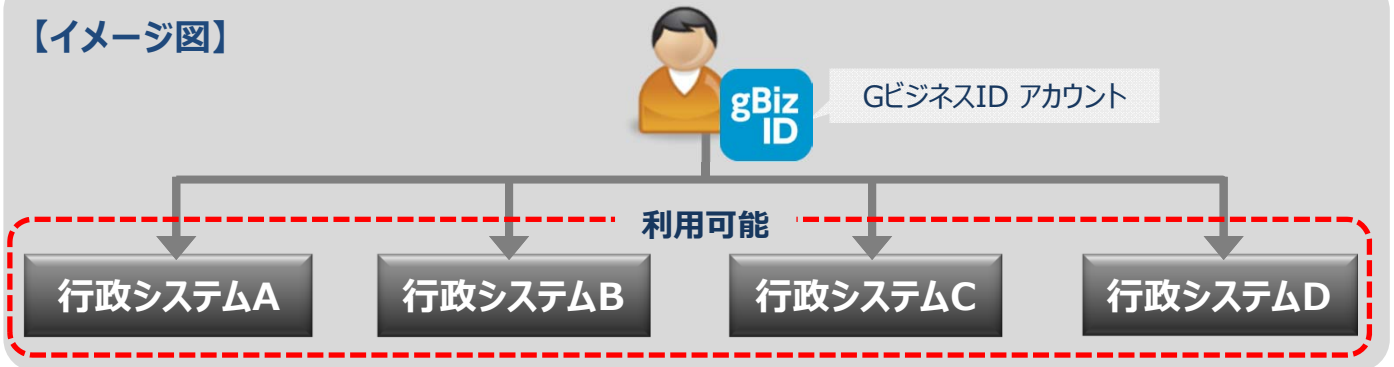 【イメージ図】
gBiz
ID
GビジネスID アカウント
利用可能
行政システムA
行政システムB
行政システムC
行政システムD